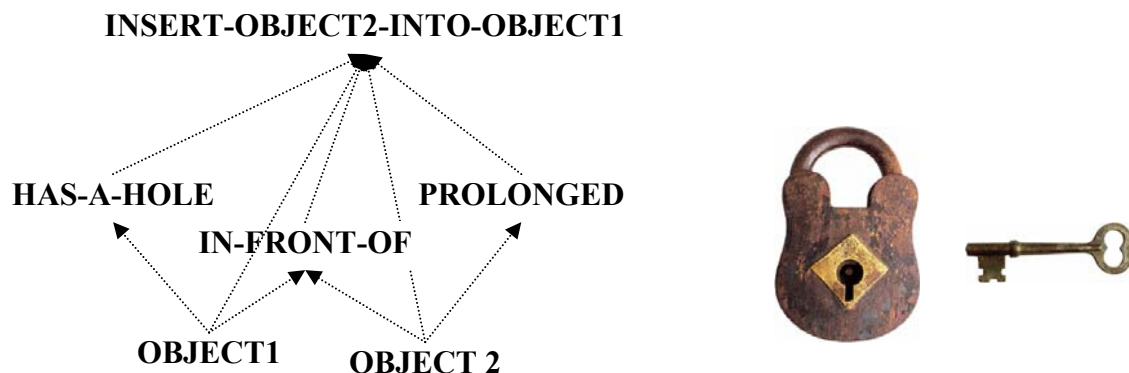 INSERT-OBJECT2-INTO-OBJECT1
HAS-A-HOLE PROLONGED
IN-FRONT-OF
OBJECT1 OBJECT 2